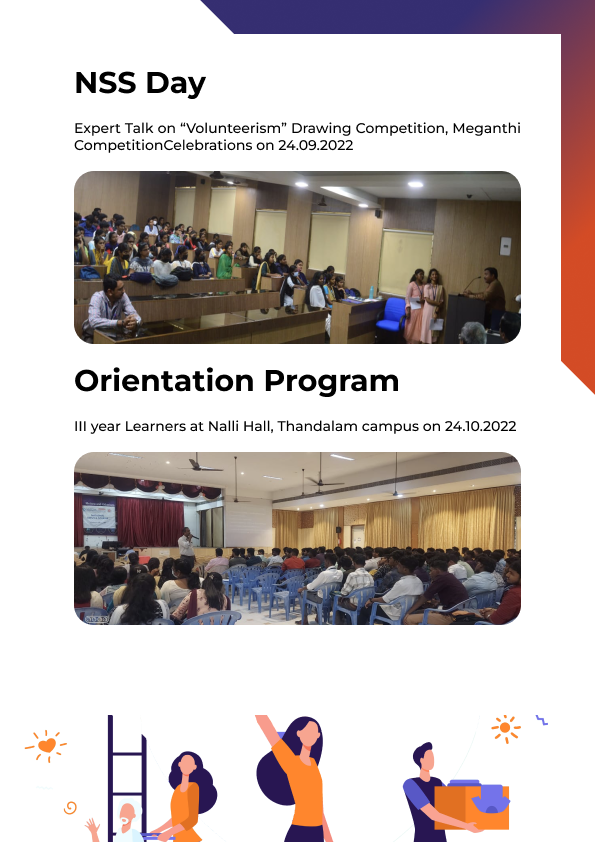 NSS Day
Expert Talk on “Volunteerism” Drawing Competition, Meganthi
CompetitionCelebrations on 24.09.2022
Orientation Program
III year Learners at Nalli Hall, Thandalam campus on 24.10.2022